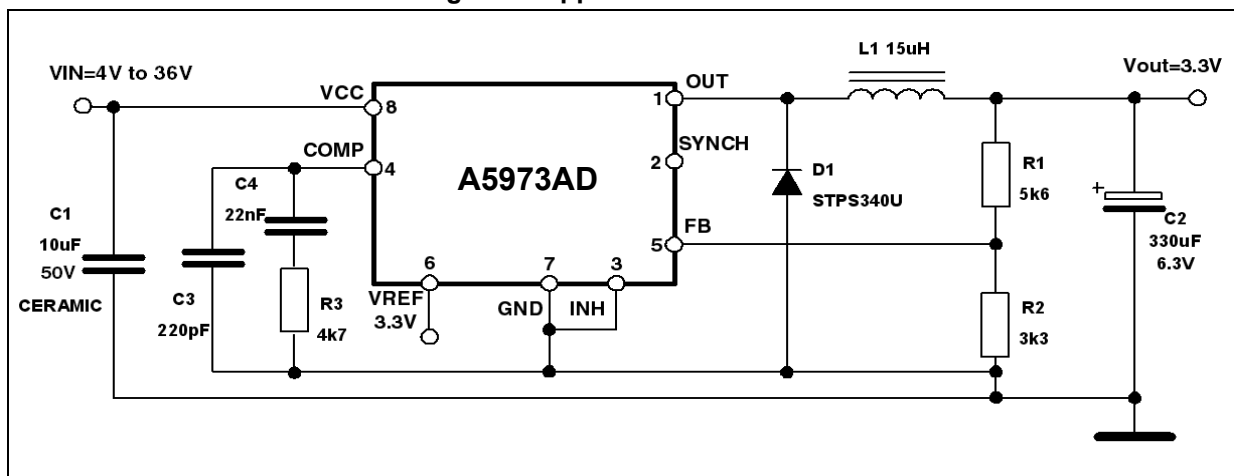 L1 15uH
VIN=4V to 36V
Vout=3.3V
VCC
8
OUT
1
COMP
4
SYNCH
2
A5973AD
C4
22nF
D1
STPS340U
R1
5k6
C1
10uF
50V
CERAMIC
FB
5
+
C2
330uF
6.3V
C3
220pF
R3
4k7
6
7
3
VREF
3.3V
GND
INH
R2
3k3